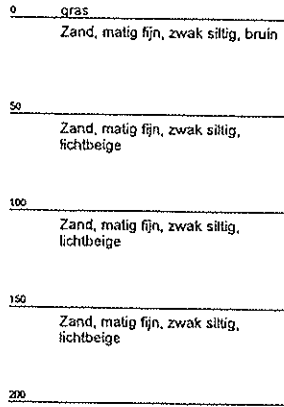 0 gras
Zand, matig fijn, zwak siltig, bruin
50
Zand, matig fijn, zwak siltig,
lichtbeige
100
Zand, matig fijn, zwak siltig,
lichtbeige
150
Zand, matig fijn, zwak siltig,
lichtbeige
200